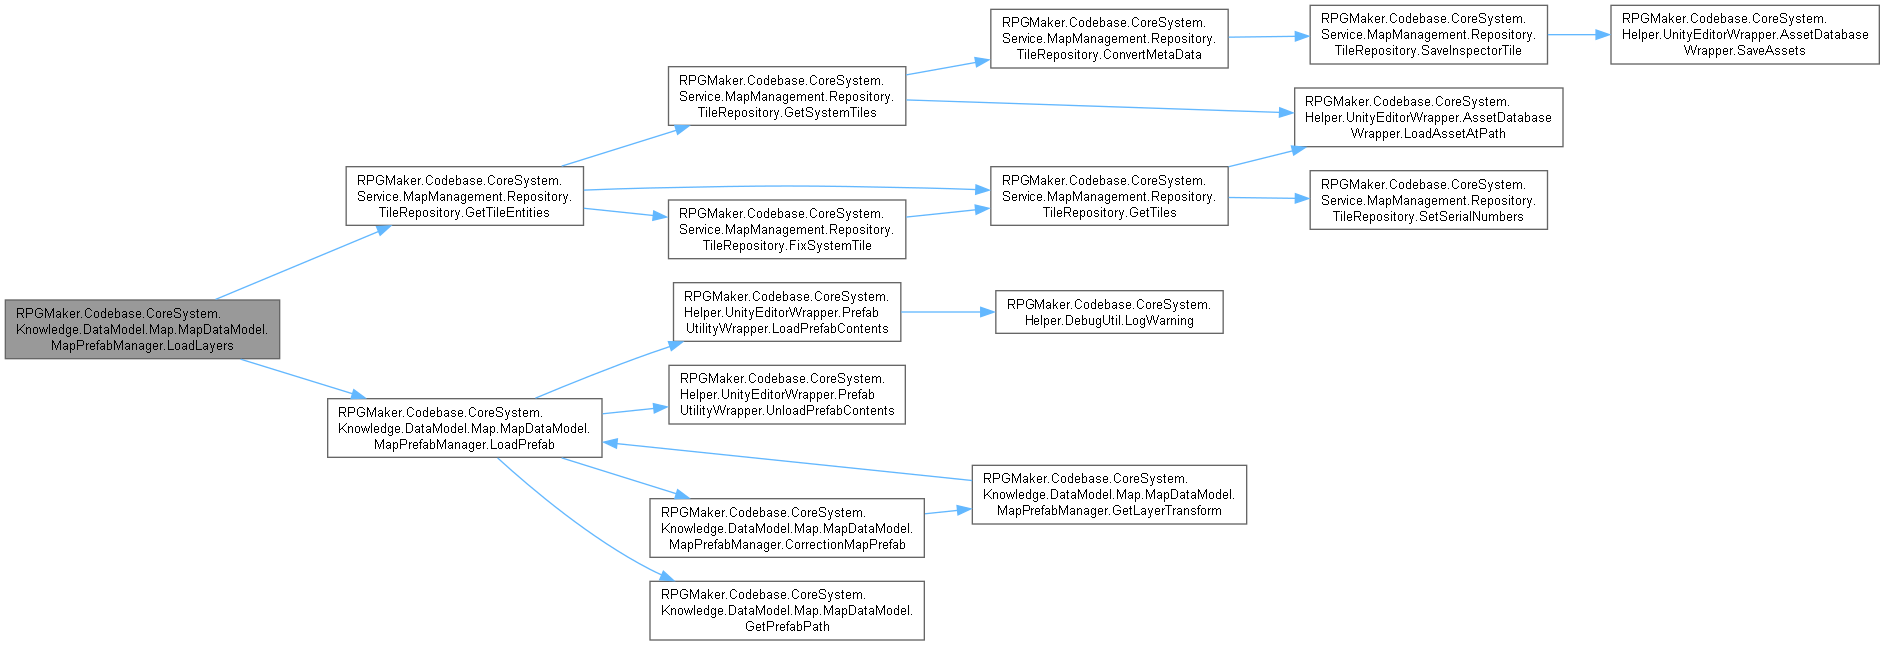 RPGMaker.Codebase.CoreSystem.
Knowledge.DataModel.Map.MapDataModel.
MapPrefabManager.LoadLayers
RPGMaker.Codebase.CoreSystem.
Service.MapManagement.Repository.
TileRepository.GetTileEntities
RPGMaker.Codebase.CoreSystem.
Service.MapManagement.Repository.
TileRepository.GetSystemTiles
RPGMaker.Codebase.CoreSystem.
Service.MapManagement.Repository.
TileRepository.ConvertMetaData
RPGMaker.Codebase.CoreSystem.
Service.MapManagement.Repository.
TileRepository.SaveInspectorTile
RPGMaker.Codebase.CoreSystem.
Helper.UnityEditorWrapper.AssetDatabase
Wrapper.SaveAssets
RPGMaker.Codebase.CoreSystem.
Helper.UnityEditorWrapper.AssetDatabase
Wrapper.LoadAssetAtPath
RPGMaker.Codebase.CoreSystem.
Service.MapManagement.Repository.
TileRepository.FixSystemTile
RPGMaker.Codebase.CoreSystem.
Service.MapManagement.Repository.
TileRepository.GetTiles
RPGMaker.Codebase.CoreSystem.
Service.MapManagement.Repository.
TileRepository.SetSerialNumbers
RPGMaker.Codebase.CoreSystem.
Knowledge.DataModel.Map.MapDataModel.
MapPrefabManager.LoadPrefab
RPGMaker.Codebase.CoreSystem.
Helper.UnityEditorWrapper.Prefab
UtilityWrapper.LoadPrefabContents
RPGMaker.Codebase.CoreSystem.
Helper.DebugUtil.LogWarning
RPGMaker.Codebase.CoreSystem.
Helper.UnityEditorWrapper.Prefab
UtilityWrapper.UnloadPrefabContents
RPGMaker.Codebase.CoreSystem.
Knowledge.DataModel.Map.MapDataModel.
MapPrefabManager.CorrectionMapPrefab
RPGMaker.Codebase.CoreSystem.
Knowledge.DataModel.Map.MapDataModel.
MapPrefabManager.GetLayerTransform
RPGMaker.Codebase.CoreSystem.
Knowledge.DataModel.Map.MapDataModel.
GetPrefabPath